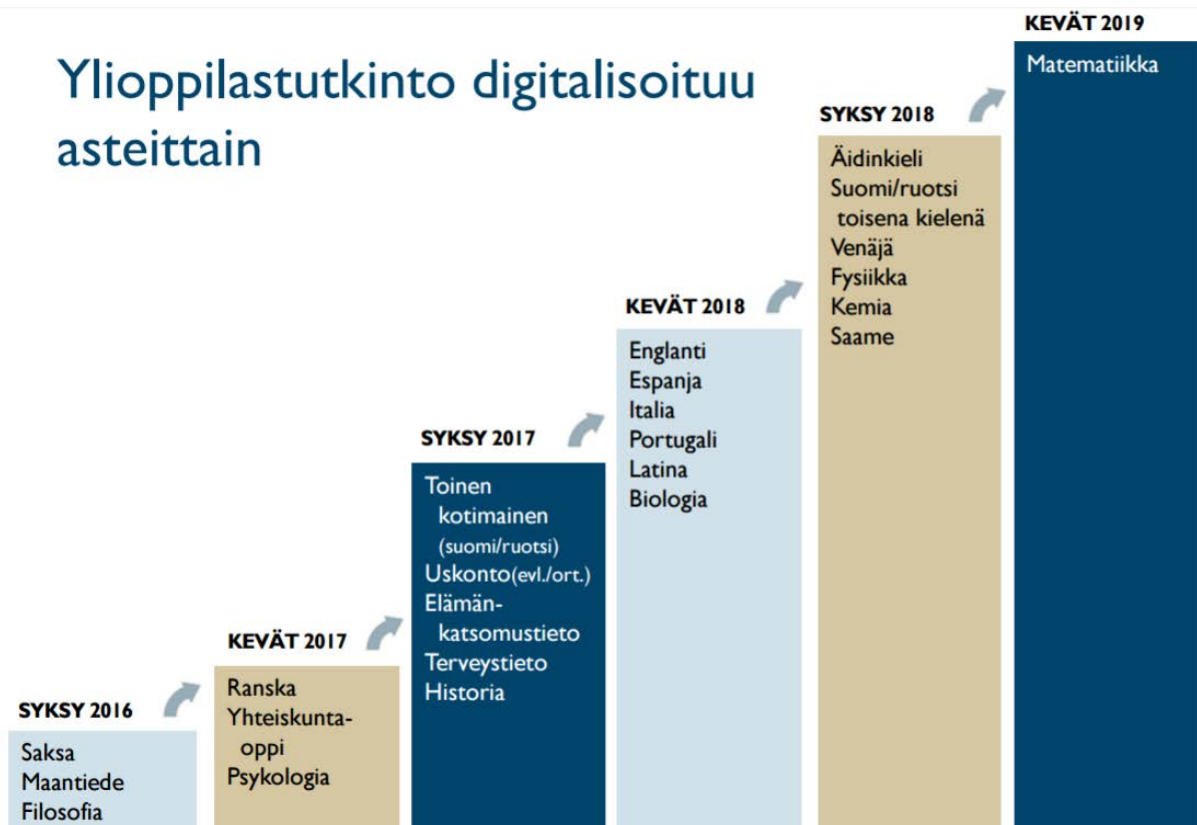 Ylioppilastutkinto digitalisoituu
asteittain
SYKSY 2016
Saksa
Maantiede
Filosofia
KEVÄT 2017
Ranska
Yhteiskunta-
oppi
Psykologia
SYKSY 2017
Toinen
kotimainen
(suomi/ruotsi)
Uskonto(evl./ort.)
Elämän-
katsomustieto
Terveystieto
Historia
KEVÄT 2018
Englanti
Espanja
Italia
Portugali
Latina
Biologia
SYKSY 2018
Äidinkieli
Suomi/ruotsi
toisena kielenä
Venäjä
Fysiikka
Kemia
Saame
KEVÄT 2019
Matematiikka